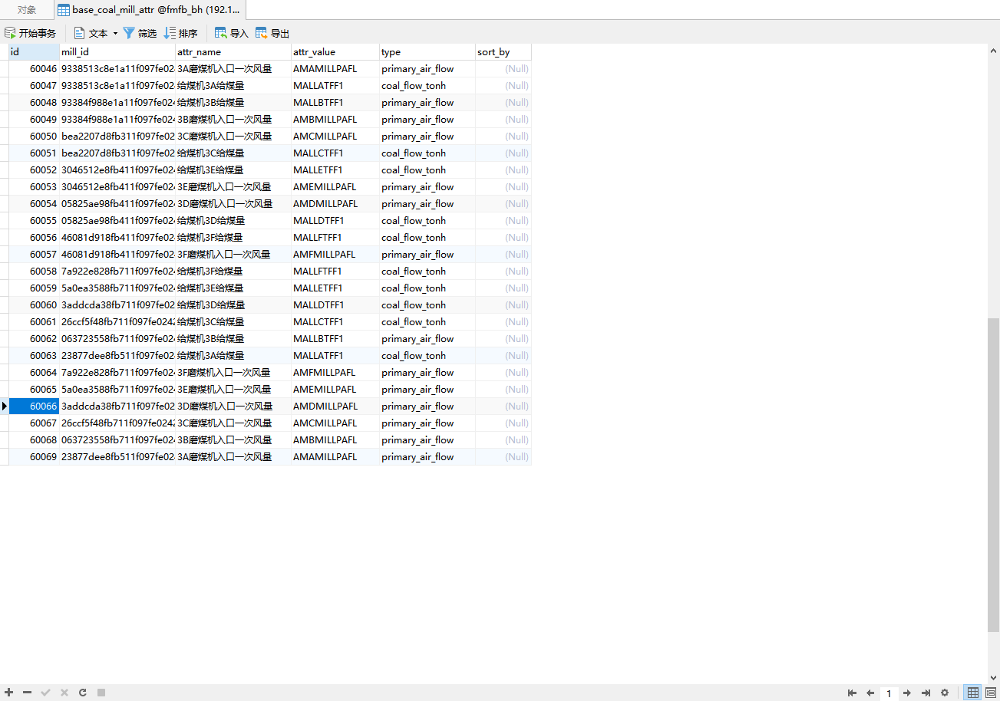 对象 base_coal_mill_attr @fmfb_bh (192.1...
开始事务 文本 筛选 排序 导入 导出
id mill_id attr_name attr_value type sort_by
60046 9338513c8e1a11f097fe02 3A磨煤机入口一次风量 AMAMILLPAFL primary_air_flow (Null)
60047 9338513c8e1a11f097fe02 给煤机3A给煤量 MALLATFF1 coal_flow_tonh (Null)
60048 93384f988e1a11f097fe024 给煤机3B给煤量 MALLBTFF1 primary_air_flow (Null)
60049 93384f988e1a11f097fe024 3B磨煤机入口一次风量 AMBMILLPAFL primary_air_flow (Null)
60050 bea2207d8fb311f097fe02 3C磨煤机入口一次风量 AMCMILLPAFL primary_air_flow (Null)
60051 bea2207d8fb311f097fe02 给煤机3C给煤量 MALLCTFF1 coal_flow_tonh (Null)
60052 3046512e8fb411f097fe024 给煤机3E给煤量 MALLETFF1 coal_flow_tonh (Null)
60053 3046512e8fb411f097fe024 3E磨煤机入口一次风量 AMEMILLPAFL primary_air_flow (Null)
60054 05825ae98fb411f097fe024 3D磨煤机入口一次风量 AMDMILLPAFL primary_air_flow (Null)
60055 05825ae98fb411f097fe024 给煤机3D给煤量 MALLDTFF1 coal_flow_tonh (Null)
60056 46081d918fb411f097fe024 给煤机3F给煤量 MALLFTFF1 coal_flow_tonh (Null)
60057 46081d918fb411f097fe024 3F磨煤机入口一次风量 AMFMILLPAFL primary_air_flow (Null)
60058 7a922e828fb711f097fe024 给煤机3F给煤量 MALLFTFF1 coal_flow_tonh (Null)
60059 5a0ea3588fb711f097fe024 给煤机3E给煤量 MALLETFF1 coal_flow_tonh (Null)
60060 3addcda38fb711f097fe02 给煤机3D给煤量 MALLDTFF1 coal_flow_tonh (Null)
60061 26ccf5f48fb711f097fe0242 给煤机3C给煤量 MALLCTFF1 coal_flow_tonh (Null)
60062 063723558fb711f097fe024 给煤机3B给煤量 MALLBTFF1 primary_air_flow (Null)
60063 23877dee8fb511f097fe02 给煤机3A给煤量 MALLATFF1 coal_flow_tonh (Null)
60064 7a922e828fb711f097fe024 3F磨煤机入口一次风量 AMFMILLPAFL primary_air_flow (Null)
60065 5a0ea3588fb711f097fe024 3E磨煤机入口一次风量 AMEMILLPAFL primary_air_flow (Null)
60066 3addcda38fb711f097fe02 3D磨煤机入口一次风量 AMDMILLPAFL primary_air_flow (Null)
60067 26ccf5f48fb711f097fe0242 3C磨煤机入口一次风量 AMCMILLPAFL primary_air_flow (Null)
60068 063723558fb711f097fe024 3B磨煤机入口一次风量 AMBMILLPAFL primary_air_flow (Null)
60069 23877dee8fb511f097fe02 3A磨煤机入口一次风量 AMAMILLPAFL primary_air_flow (Null)
1